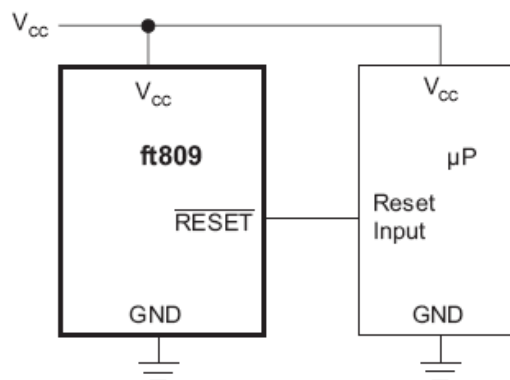 Vcc
Vcc
Vcc
ft809
µP
RESET
Reset
Input
GND
GND